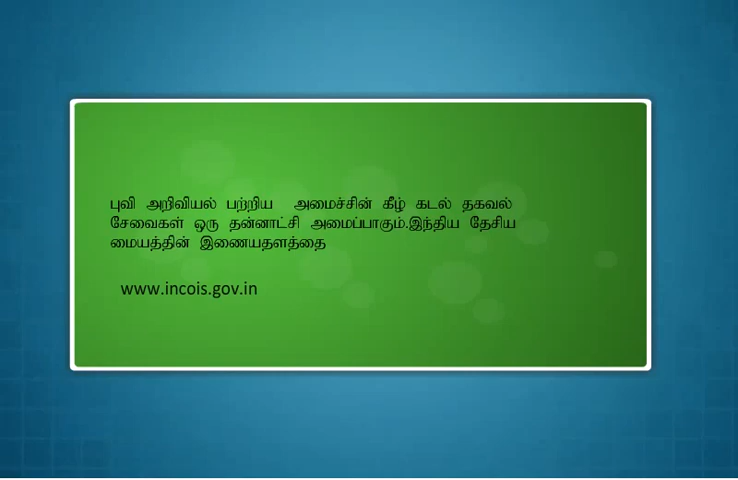 புவி அறிவியல் பற்றிய அமைச்சின் கீழ் கடல் தகவல்
சேவைகள் ஒரு தன்னாட்சி அமைப்பாகும்.இந்திய தேசிய
மையத்தின் இணையதளத்தை
www.incois.gov.in